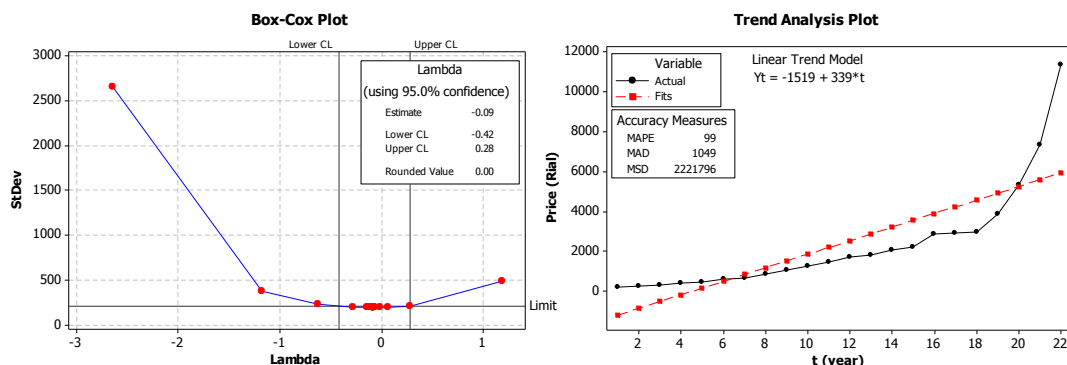 Box-Cox Plot
Lower CL
Upper CL
3000
2500
2000
1500
1000
500
0
StDev
Lambda
(using 95.0% confidence)
Estimate -0.09
Lower CL -0.42
Upper CL 0.28
Rounded Value 0.00
Limit
-3 -2 -1 0 1
Lambda
Trend Analysis Plot
12000
10000
8000
6000
4000
2000
0
Price (Rial)
Variable
Actual
Fits
Accuracy Measures
MAPE 99
MAD 1049
MSD 2221796
Linear Trend Model
Yt = -1519 + 339*t
2 4 6 8 10 12 14 16 18 20 22
t (year)